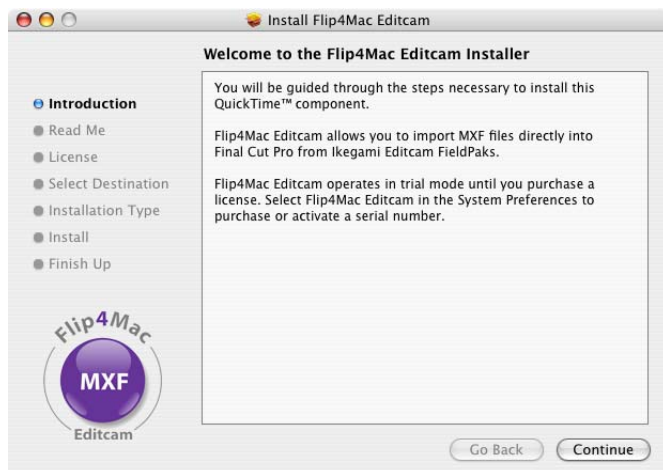 Install Flip4Mac Editcam
Welcome to the Flip4Mac Editcam Installer
Introduction
Read Me
License
Select Destination
Installation Type
Install
Finish Up
You will be guided through the steps necessary to install this
QuickTime™ component.
Flip4Mac Editcam allows you to import MXF files directly into
Final Cut Pro from Ikegami Editcam FieldPaks.
Flip4Mac Editcam operates in trial mode until you purchase a
license. Select Flip4Mac Editcam in the System Preferences to
purchase or activate a serial number.
Flip4Mac
MXF
Editcam
Go Back
Continue